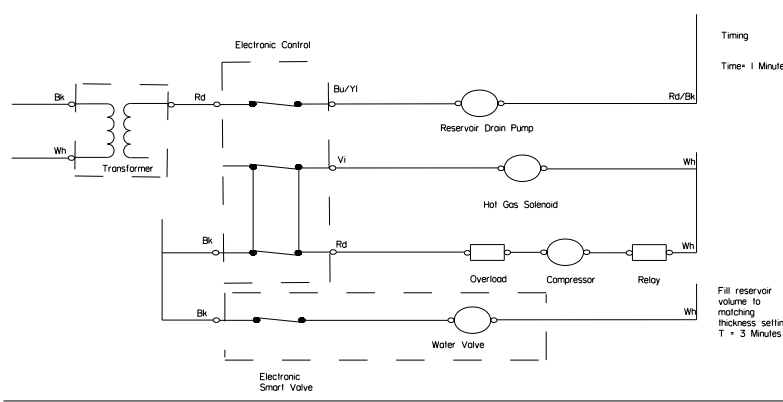 Electronic Control
Timing
Time= 1 Minute
Bk
Rd
Bu/Yl
Rd/Bk
Reservoir Drain Pump
Wh
Transformer
Vi
Wh
Hot Gas Solenoid
Bk
Rd
Wh
Overload
Compressor
Relay
Fill reservoir
volume to
matching
thickness settin
T = 3 Minutes
Bk
Wh
Water Valve
Electronic
Smart Valve